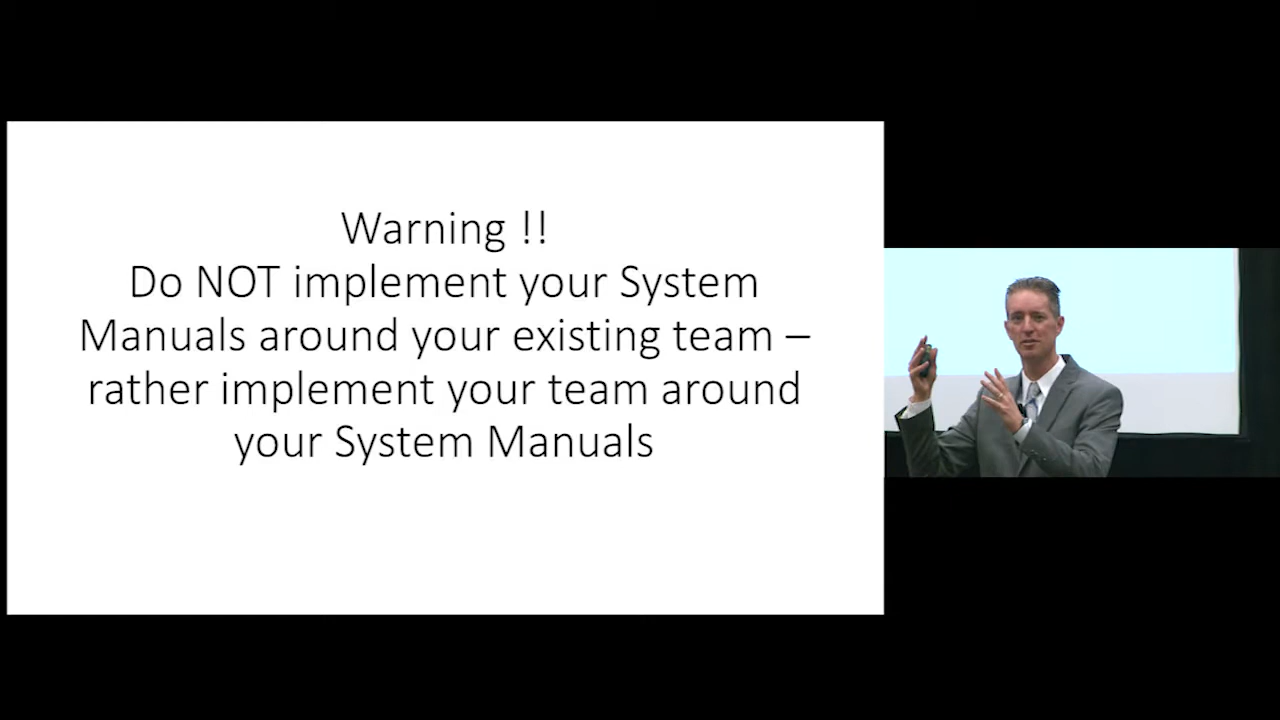 Warning !!
Do NOT implement your System
Manuals around your existing team –
rather implement your team around
your System Manuals